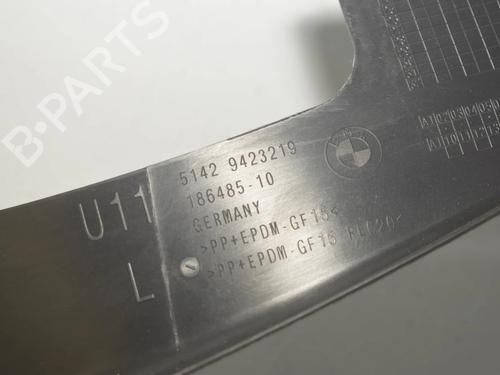 B-PARTS
U11
L
5142 9423219
186485-10
GERMANY
>PP+EPDM-GF15<
>PP+EPDM-GF15